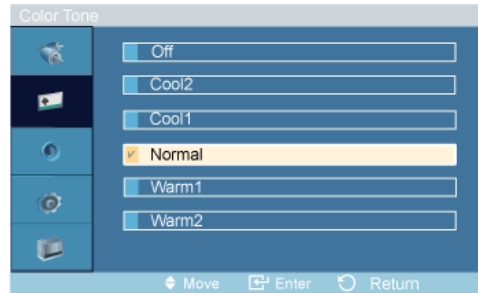 Color Tone
Off
Cool2
Cool1
Normal
Warm1
Warm2
Move Enter Return